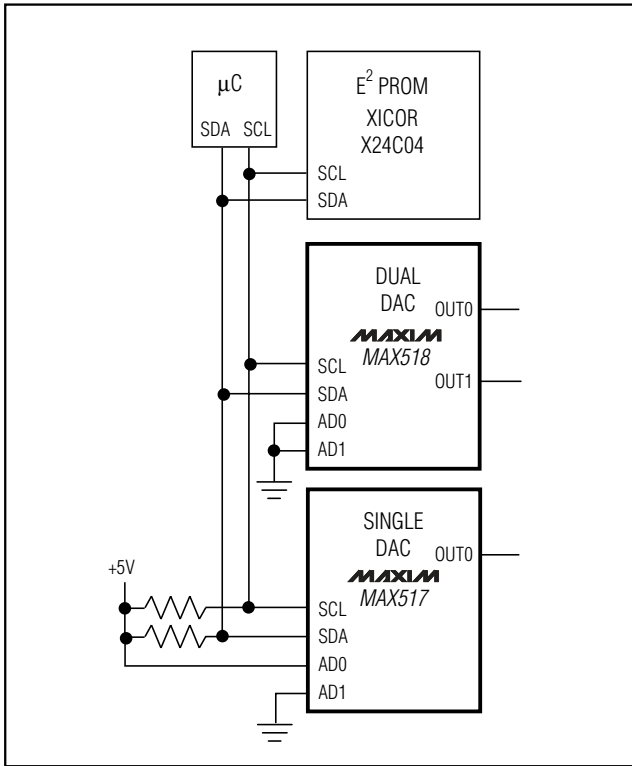 μC
SDA SCL
E² PROM
XICOR
X24C04
SCL
SDA
DUAL
DAC
MAXIM
MAX518
OUT0
OUT1
SCL
SDA
AD0
AD1
SINGLE
DAC
MAXIM
MAX517
OUT0
+5V
SCL
SDA
AD0
AD1